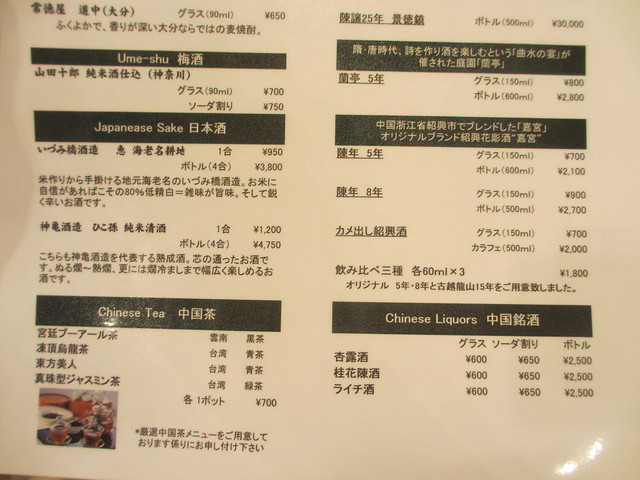 常徳屋 道中(大分) グラス(90ml) ¥650
ふくよかで、香りが深い大分ならではの麦焼酎。
Ume-shu 梅酒
山田十郎 純米酒仕込 (神奈川)
グラス(90ml) ¥700
ソーダ割り ¥750
Japanease Sake 日本酒
いづみ橋酒造 恵 海老名耕地 1合 ¥950
ボトル(4合) ¥3,800
米作りから手掛ける地元海老名のいづみ橋酒造。お米に
自信があればこその80%低精白=雑味が旨味。そして鋭
く辛いお酒です。
神亀酒造 ひこ孫 純米清酒 1合 ¥1,200
ボトル(4合) ¥4,750
こちらも神亀酒造を代表する熟成酒。芯の通ったお酒で
す。ぬる燗~熱燗、更には燗冷ましまで幅広く楽しめるお
酒です。
Chinese Tea 中国茶
宮廷プーアール茶 雲南 黒茶
凍頂烏龍茶 台湾 青茶
東方美人 台湾 青茶
真珠型ジャスミン茶 台湾 緑茶
各 1ポット ¥700
*厳選中国茶メニューをご用意して
おります係りにお申し付け下さい
陳譲25年 景徳鎮 ボトル(500ml) ¥30,000
隋・唐時代、詩を作り酒を楽しむという「曲水の宴」が
催された庭園「蘭亭」
蘭亭 5年 グラス(150ml) ¥800
ボトル(600ml) ¥2,800
中国浙江省紹興市でブレンドした「嘉宮」
オリジナルブランド紹興花彫酒“嘉宮”
陳年 5年 グラス(150ml) ¥700
ボトル(600ml) ¥2,100
陳年 8年 グラス(150ml) ¥900
ボトル(500ml) ¥2,700
カメ出し紹興酒 グラス(150ml) ¥700
カラフェ(500ml) ¥2,000
飲み比べ三種 各60ml×3 ¥1,800
オリジナル 5年・8年と古越龍山15年をご用意致しました。
Chinese Liquors 中国銘酒
グラス ソーダ割り ボトル
杏露酒 ¥600 ¥650 ¥2,500
桂花陳酒 ¥600 ¥650 ¥2,500
ライチ酒 ¥600 ¥650 ¥2,500